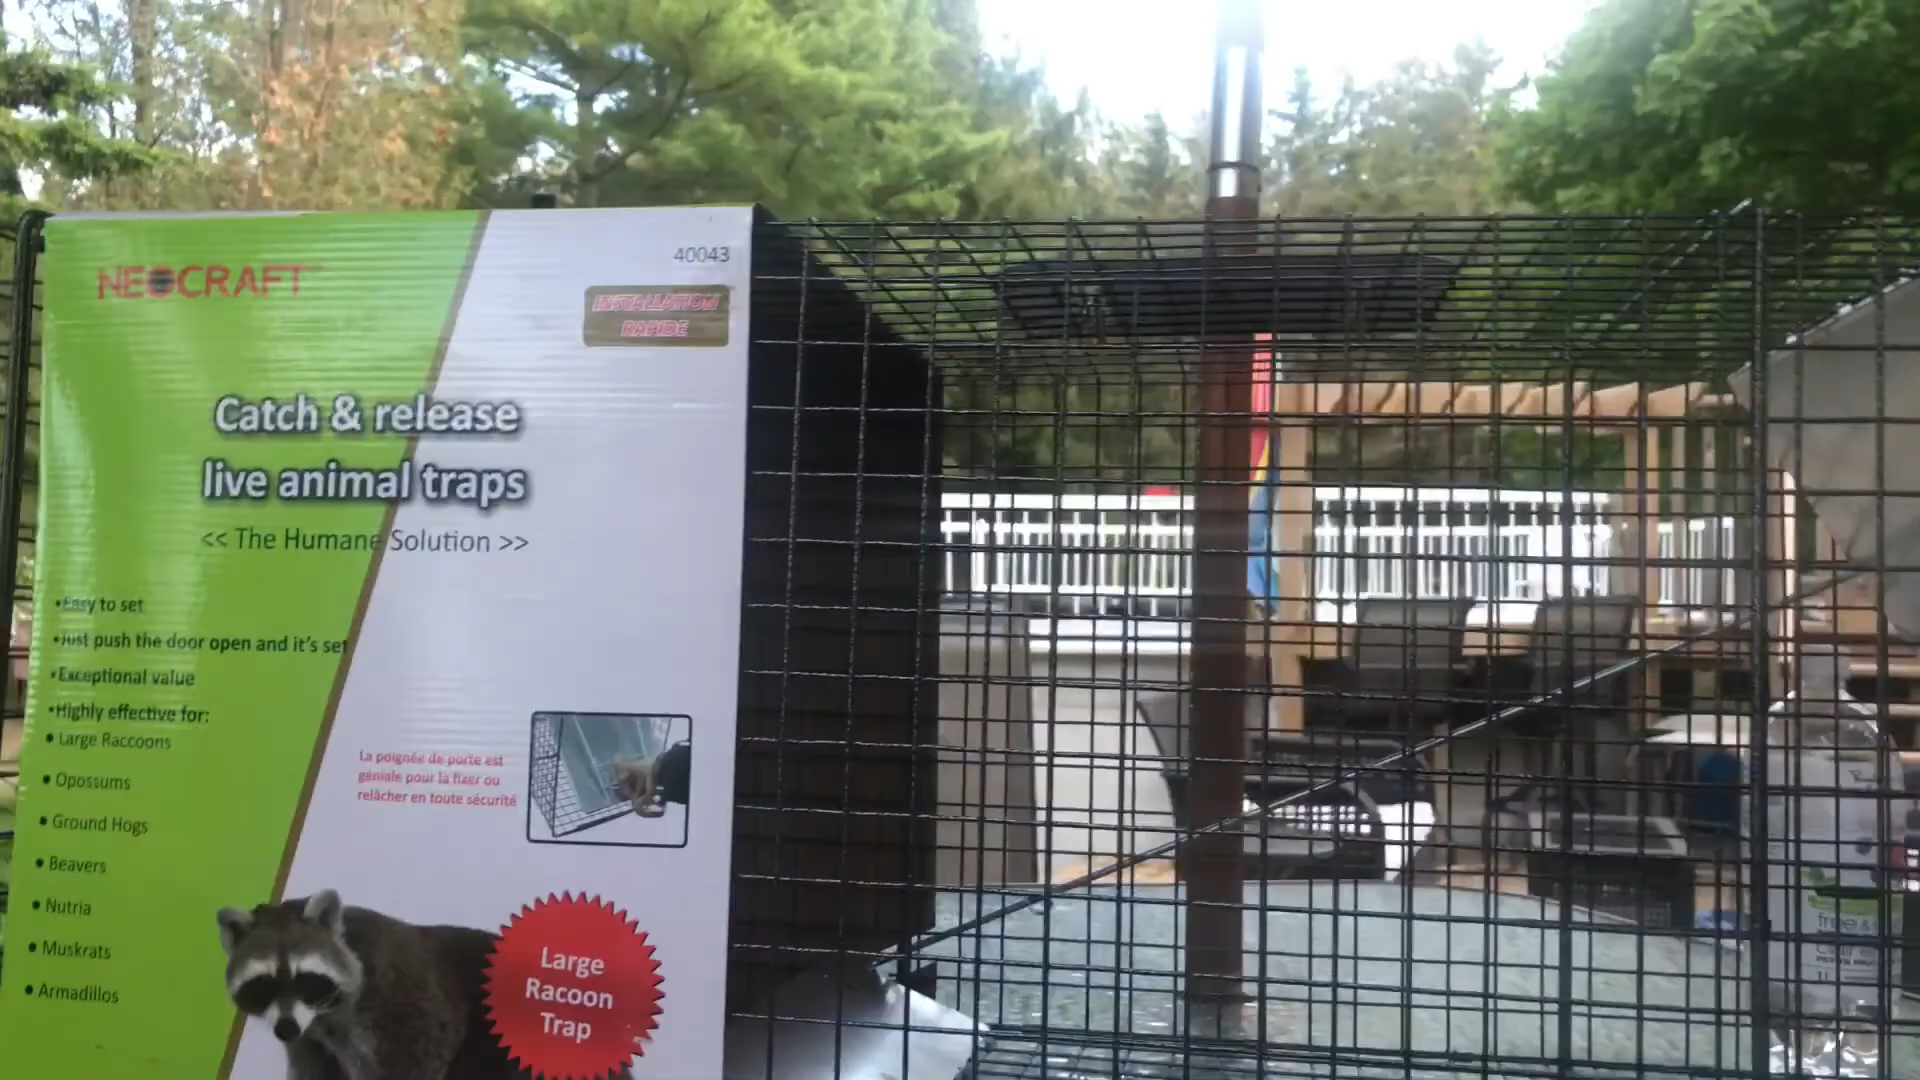 NEOCRAFT
40043
INSTALLATION
RAPIDE
Catch & release
live animal traps
<< The Humane Solution >>
•Easy to set
•Just push the door open and it's set
•Exceptional value
•Highly effective for:
• Large Raccoons
• Opossums
• Ground Hogs
• Beavers
• Nutria
• Muskrats
• Armadillos
La poignée de porte est
géniale pour la fixer ou
relâcher en toute sécurité
Large
Racoon
Trap
free &